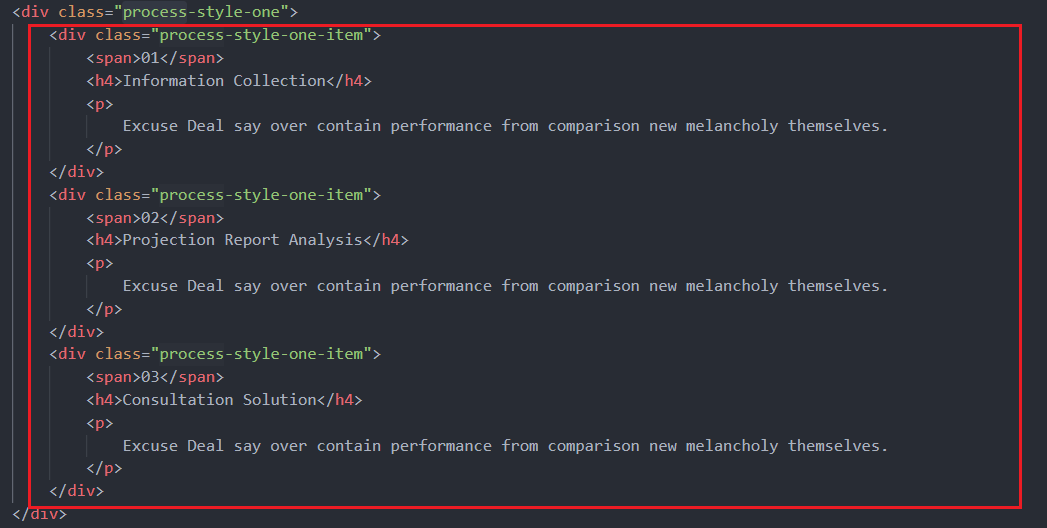 <div class="process-style-one">
    <div class="process-style-one-item">
        <span>01</span>
        <h4>Information Collection</h4>
        <p>
            Excuse Deal say over contain performance from comparison new melancholy themselves.
        </p>
    </div>
    <div class="process-style-one-item">
        <span>02</span>
        <h4>Projection Report Analysis</h4>
        <p>
            Excuse Deal say over contain performance from comparison new melancholy themselves.
        </p>
    </div>
    <div class="process-style-one-item">
        <span>03</span>
        <h4>Consultation Solution</h4>
        <p>
            Excuse Deal say over contain performance from comparison new melancholy themselves.
        </p>
    </div>
</div>